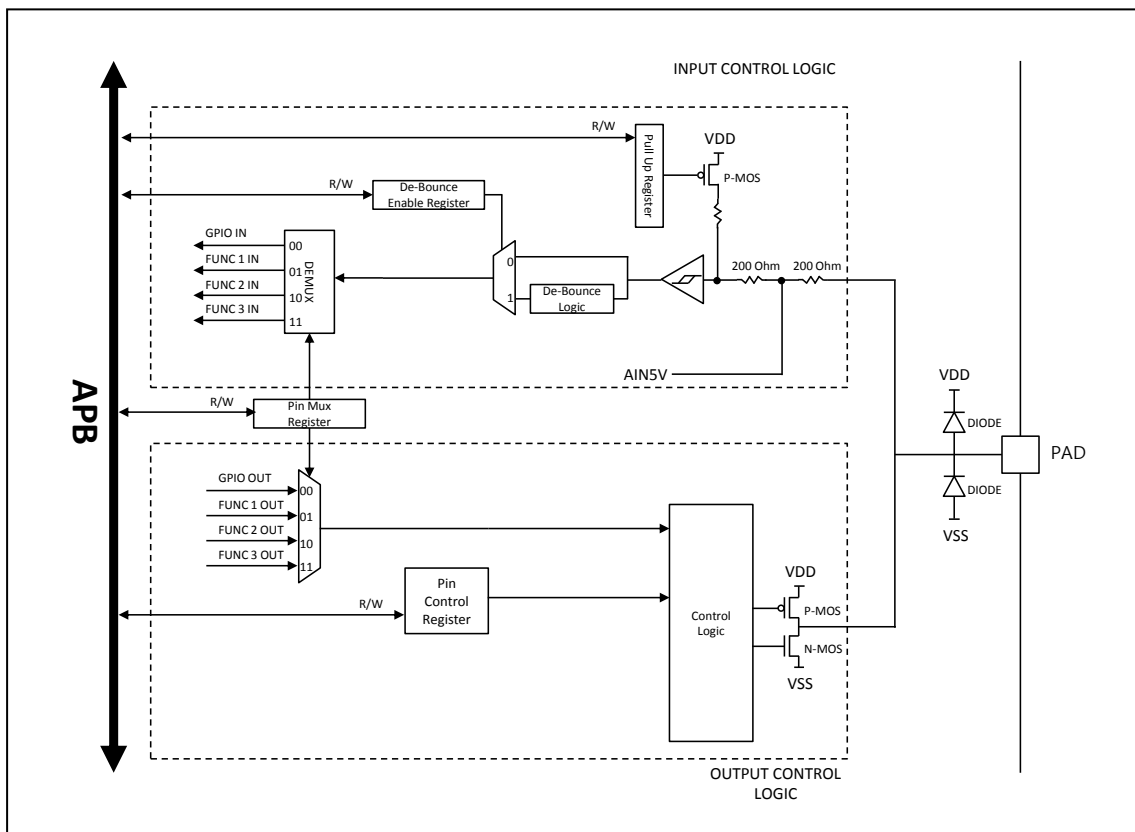 INPUT CONTROL LOGIC
R/W
Pull Up Register
VDD
P-MOS
R/W
De-Bounce
Enable Register
GPIO IN
FUNC 1 IN
FUNC 2 IN
FUNC 3 IN
00
01
10
11
DEMUX
0
1
De-Bounce
Logic
200 Ohm
200 Ohm
AIN5V
APB
R/W
Pin Mux
Register
VDD
DIODE
PAD
DIODE
VSS
GPIO OUT
FUNC 1 OUT
FUNC 2 OUT
FUNC 3 OUT
00
01
10
11
R/W
Pin
Control
Register
Control
Logic
VDD
P-MOS
N-MOS
VSS
OUTPUT CONTROL
LOGIC